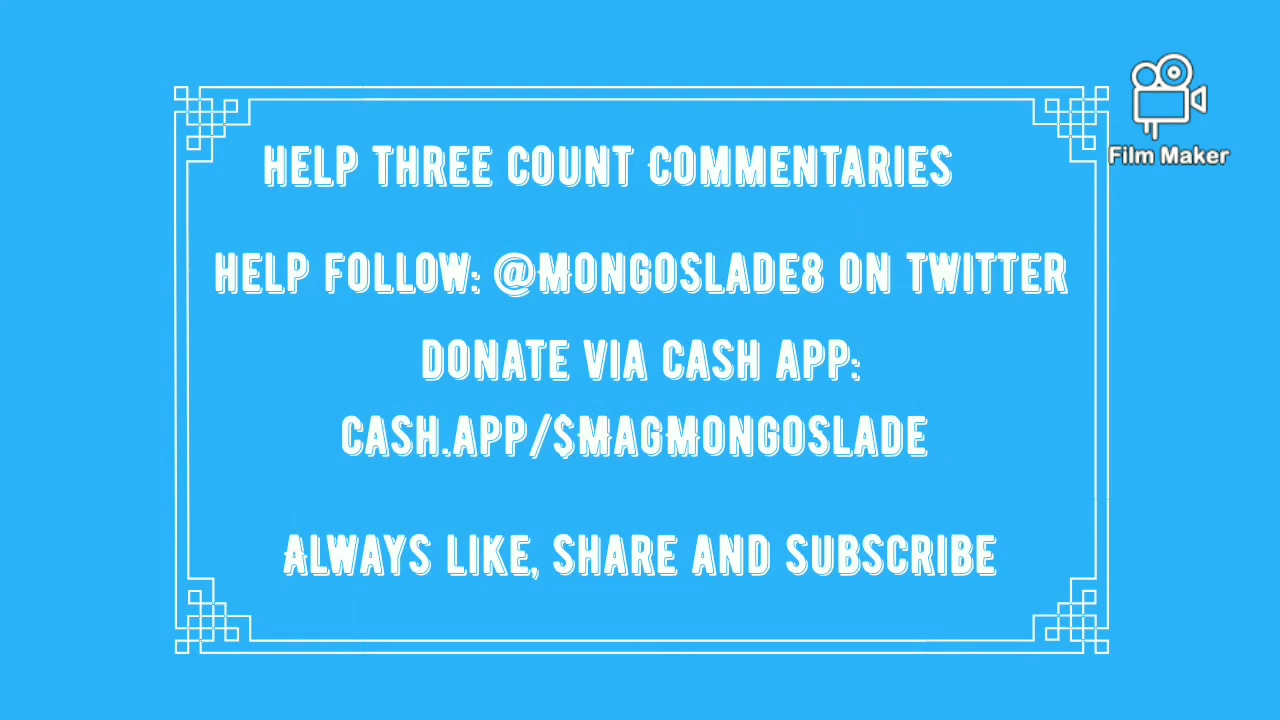 HELP THREE COUNT COMMENTARIES
Film Maker
HELP FOLLOW: @MONGOSLADE8 ON TWITTER
DONATE VIA CASH APP:
CASH.APP/$MAGMONGOSLADE
ALWAYS LIKE, SHARE AND SUBSCRIBE